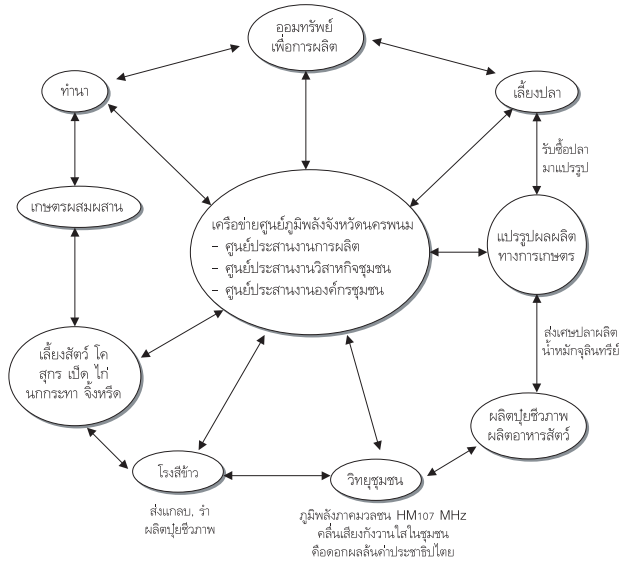 ออมทรัพย์
เพื่อการผลิต
ทำนา
เลี้ยงปลา
รับซื้อปลา
มาแปรรูป
เกษตรผสมผสาน
เครือข่ายศูนย์ภูมิพลังจังหวัดนครพนม
- ศูนย์ประสานงานการผลิต
- ศูนย์ประสานงานวิสาหกิจชุมชน
- ศูนย์ประสานงานองค์กรชุมชน
แปรรูปผลผลิต
ทางการเกษตร
ส่งเศษปลาผลิต
น้ำหมักจุลินทรีย์
เลี้ยงสัตว์ โค
สุกร เป็ด ไก่
นกกระทา จิ้งหรีด
ผลิตปุ๋ยชีวภาพ
ผลิตอาหารสัตว์
โรงสีข้าว
วิทยุชุมชน
ส่งแกลบ, รำ
ผลิตปุ๋ยชีวภาพ
ภูมิพลังภาคมวลชน HM107 MHz
คลื่นเสียงกังวานใสในชุมชน
คือดอกผลล้นค่าประชาธิปไตย